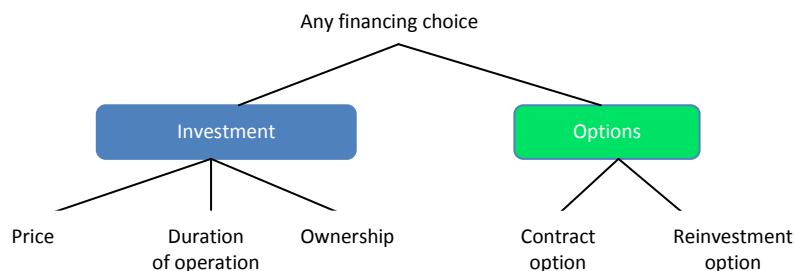 Any financing choice
Investment
Options
Price
Duration
of operation
Ownership
Contract
option
Reinvestment
option